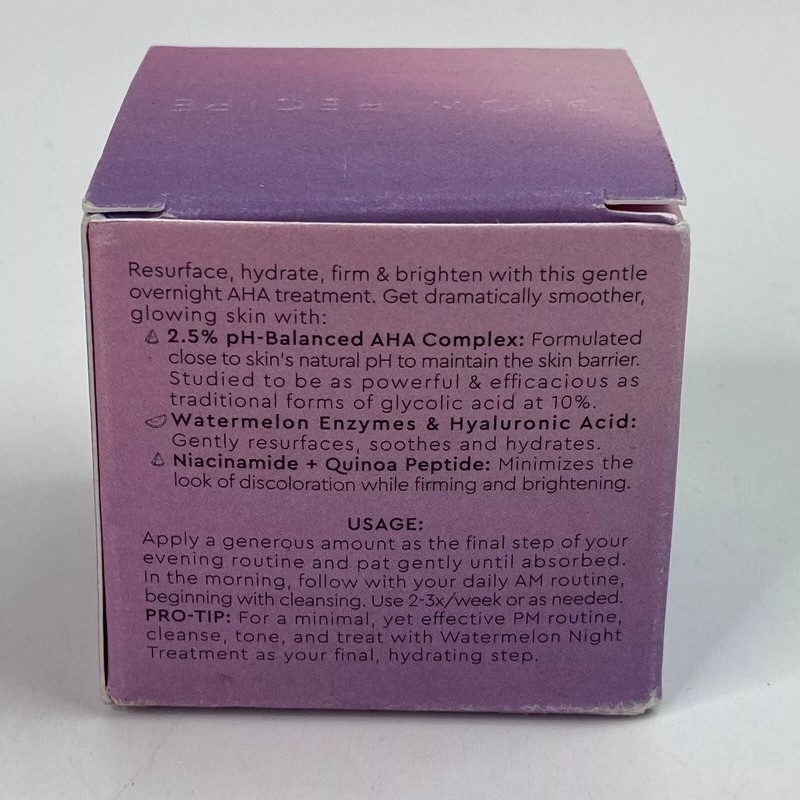 GLOW RECIPE
Resurface, hydrate, firm & brighten with this gentle
overnight AHA treatment. Get dramatically smoother,
glowing skin with:
2.5% pH-Balanced AHA Complex: Formulated
close to skin's natural pH to maintain the skin barrier.
Studied to be as powerful & efficacious as
traditional forms of glycolic acid at 10%.
Watermelon Enzymes & Hyaluronic Acid:
Gently resurfaces, soothes and hydrates.
Niacinamide + Quinoa Peptide: Minimizes the
look of discoloration while firming and brightening.
USAGE:
Apply a generous amount as the final step of your
evening routine and pat gently until absorbed.
In the morning, follow with your daily AM routine,
beginning with cleansing. Use 2-3x/week or as needed.
PRO-TIP: For a minimal, yet effective PM routine,
cleanse, tone, and treat with Watermelon Night
Treatment as your final, hydrating step.